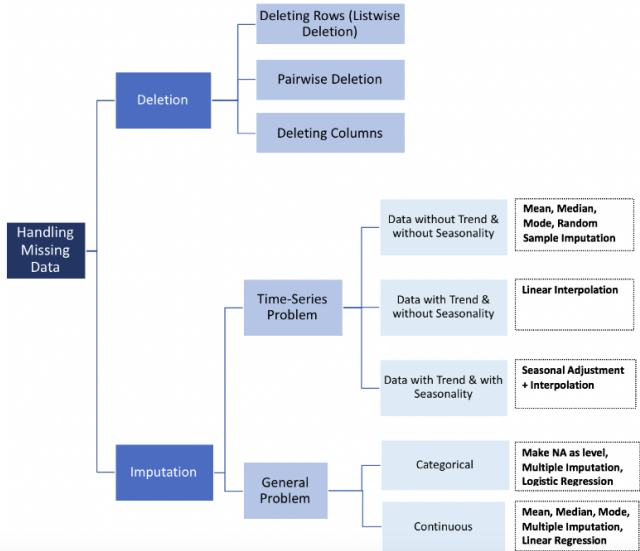 Deleting Rows (Listwise
Deletion)
Deletion
Pairwise Deletion
Deleting Columns
Handling
Missing
Data
Data without Trend &
without Seasonality
Mean, Median,
Mode, Random
Sample Imputation
Time-Series
Problem
Data with Trend &
without Seasonality
Linear Interpolation
Data with Trend & with
Seasonality
Seasonal Adjustment
+ Interpolation
Imputation
General
Problem
Categorical
Make NA as level,
Multiple Imputation,
Logistic Regression
Continuous
Mean, Median, Mode,
Multiple Imputation,
Linear Regression